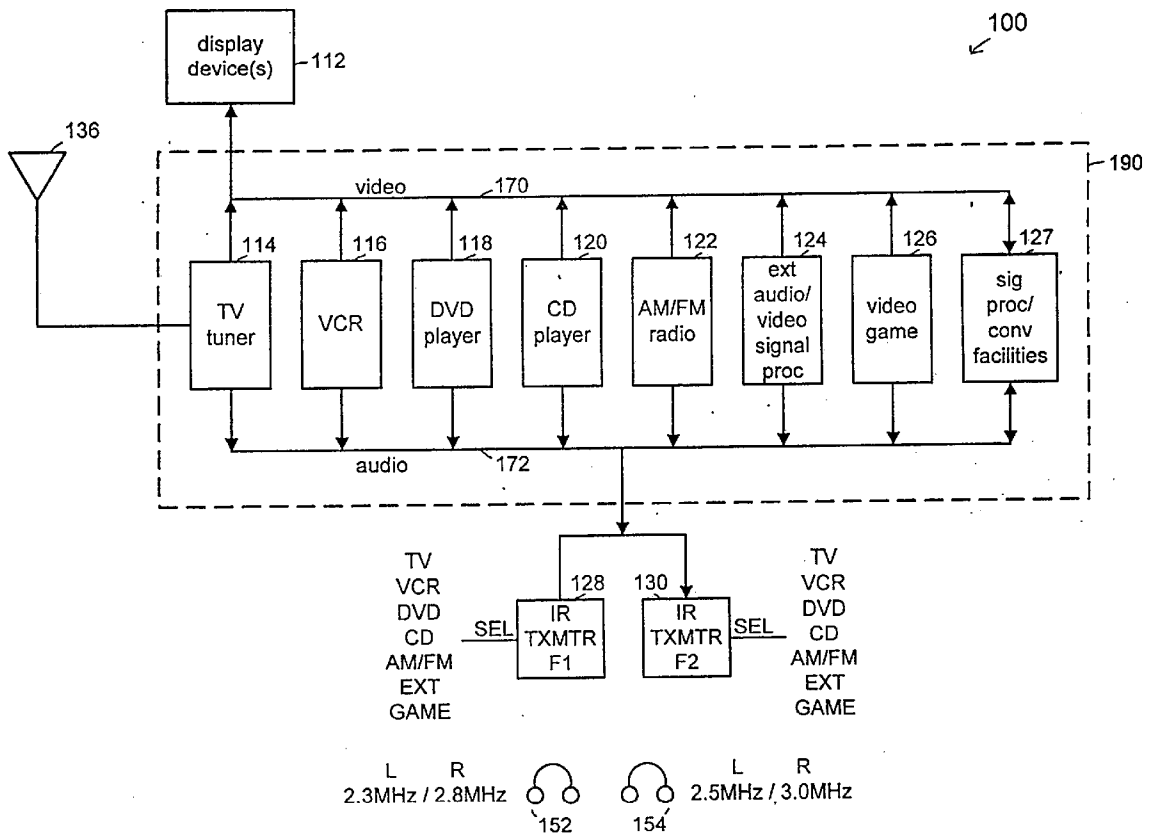 100
display
device(s)
112
136
190
video
170
114
116
118
120
122
124
126
127
TV
tuner
VCR
DVD
player
CD
player
AM/FM
radio
ext
audio/
video
signal
proc
video
game
sig
proc/
conv
facilities
audio
172
TV
VCR
DVD
CD
AM/FM
EXT
GAME
SEL
128
IR
TXMTR
F1
130
IR
TXMTR
F2
SEL
TV
VCR
DVD
CD
AM/FM
EXT
GAME
L R
2.3MHz / 2.8MHz
152
154
L R
2.5MHz / 3.0MHz